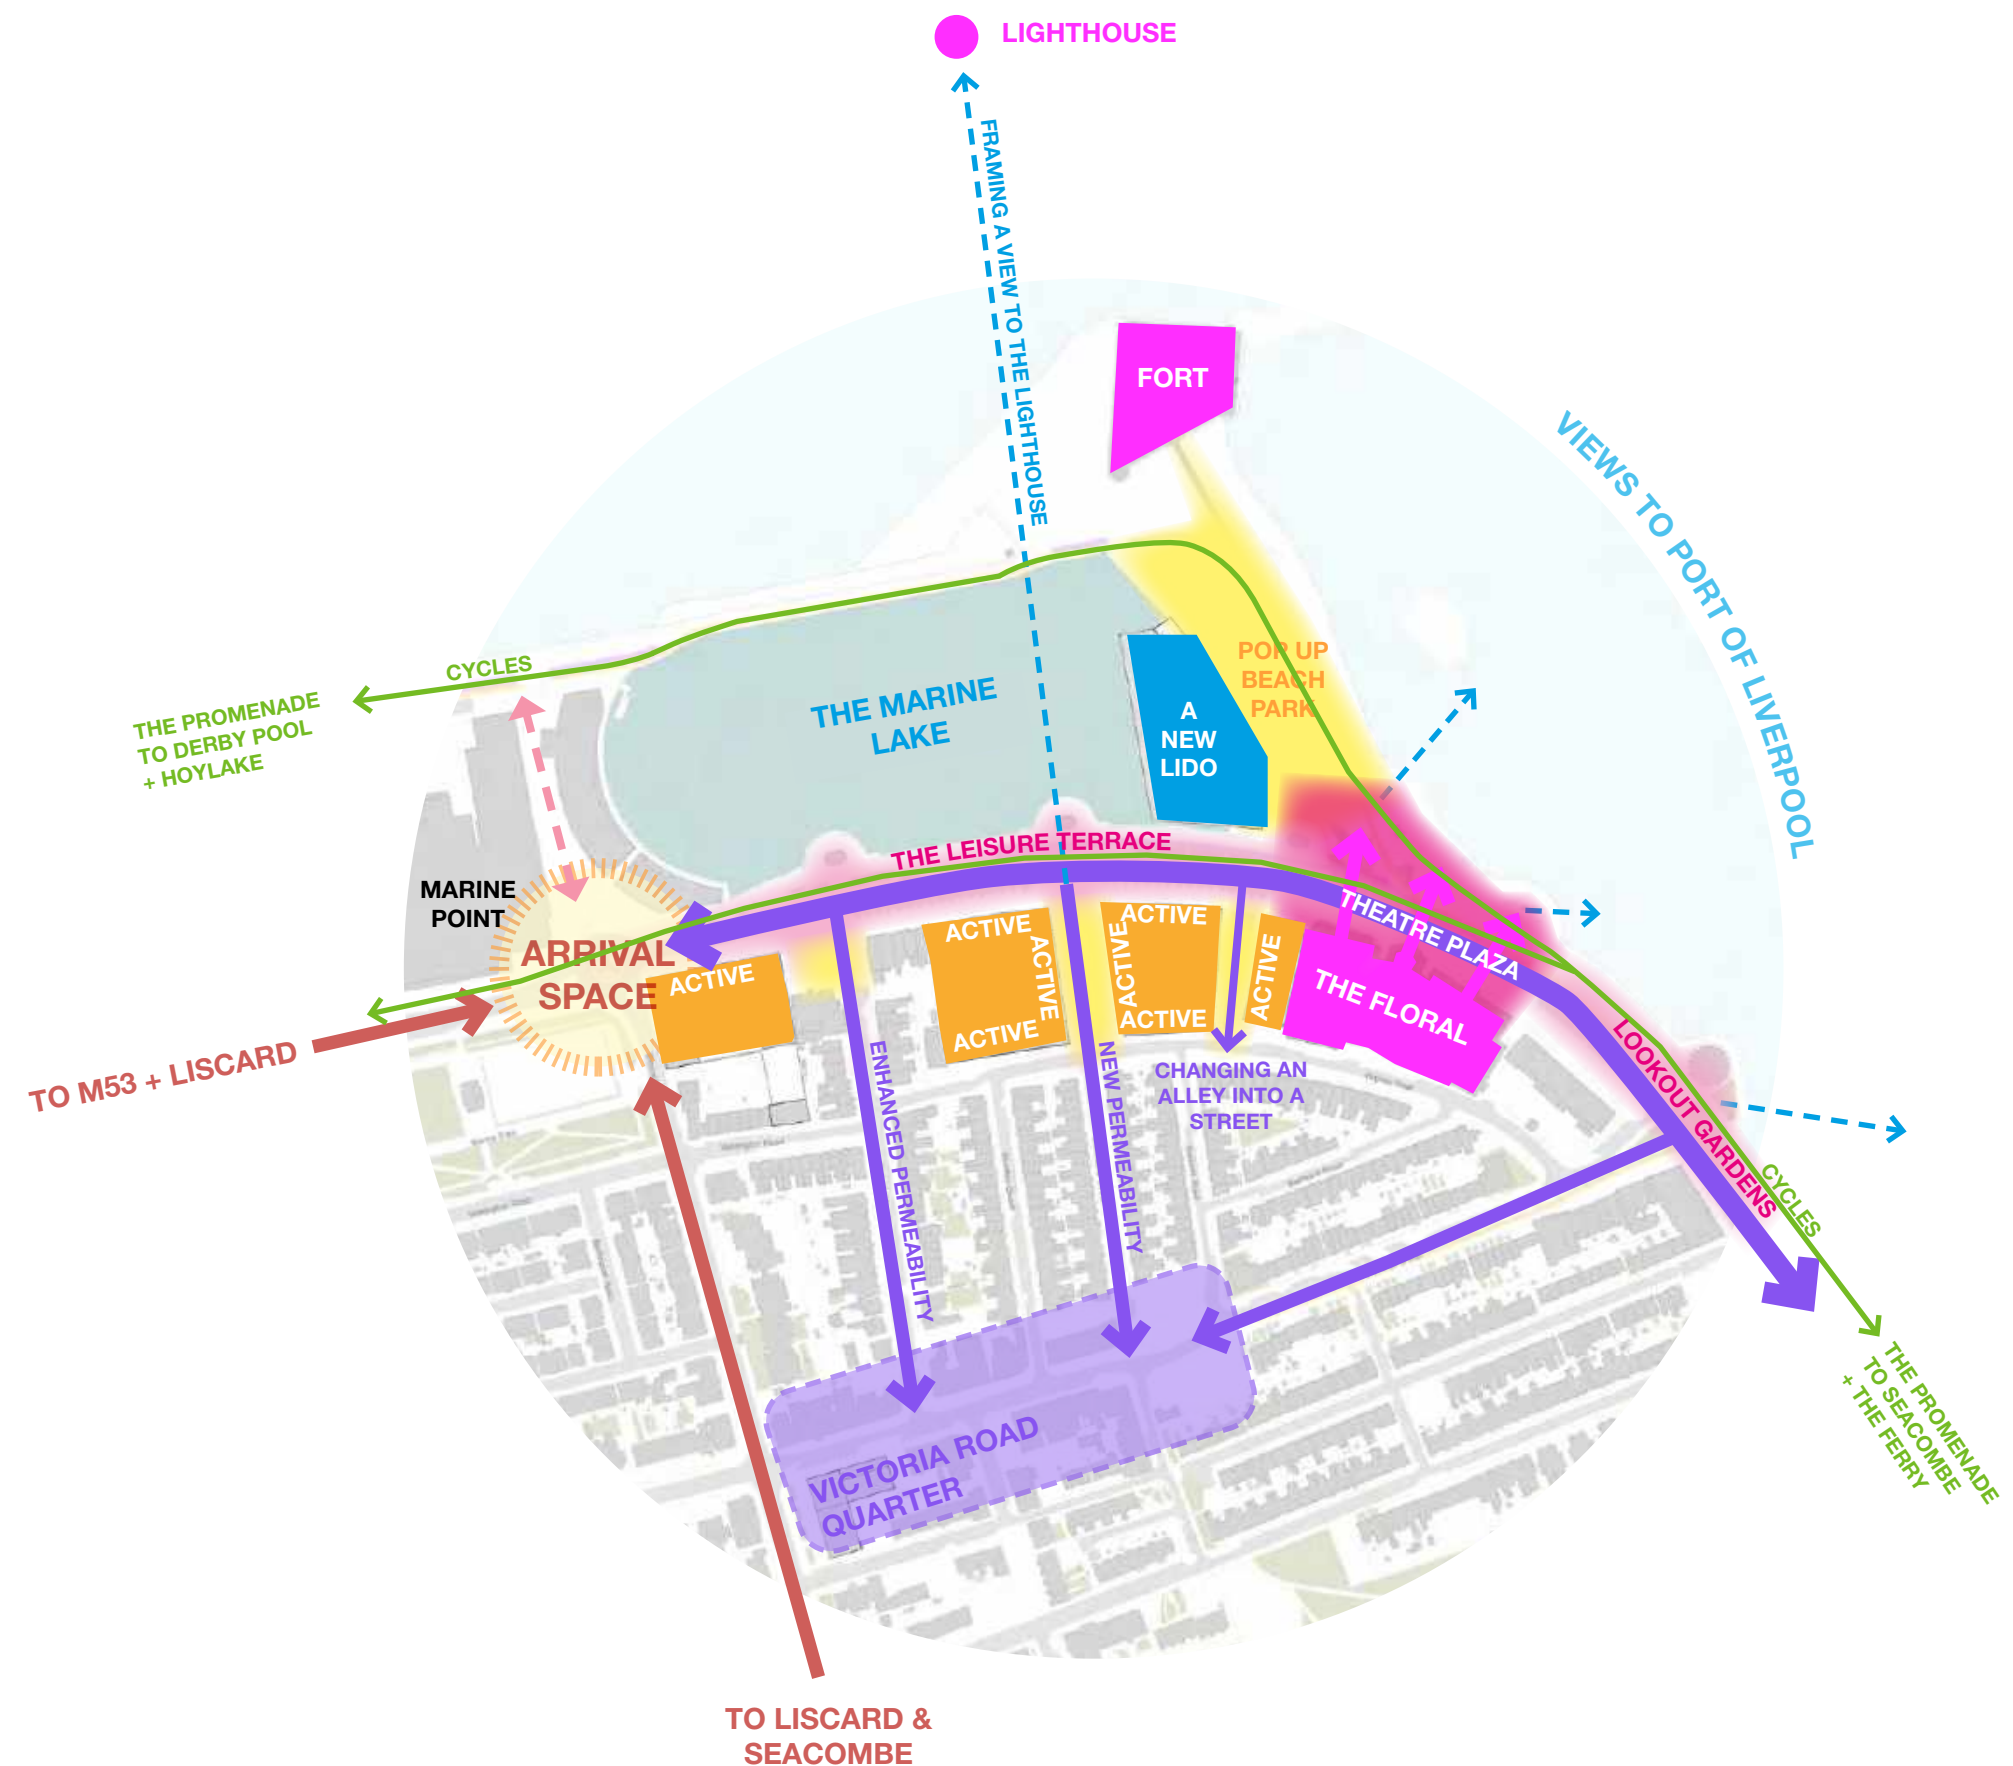 LIGHTHOUSE
FRAMING A VIEW TO THE LIGHTHOUSE
FORT
VIEWS TO PORT OF LIVERPOOL
CYCLES
THE PROMENADE
TO DERBY POOL
+ HOYLAKE
POP UP
BEACH
PARK
THE MARINE
LAKE
A
NEW
LIDO
THE LEISURE TERRACE
MARINE
POINT
ARRIVAL
SPACE
ACTIVE
ACTIVE
ACTIVE
ACTIVE
ACTIVE
ACTIVE
ACTIVE
ACTIVE
THEATRE PLAZA
THE FLORAL
TO M53 + LISCARD
ENHANCED PERMEABILITY
NEW PERMEABILITY
CHANGING AN
ALLEY INTO A
STREET
LOOKOUT GARDENS
CYCLES
THE PROMENADE
TO SEACOMBE
+ THE FERRY
VICTORIA ROAD
QUARTER
TO LISCARD &
SEACOMBE